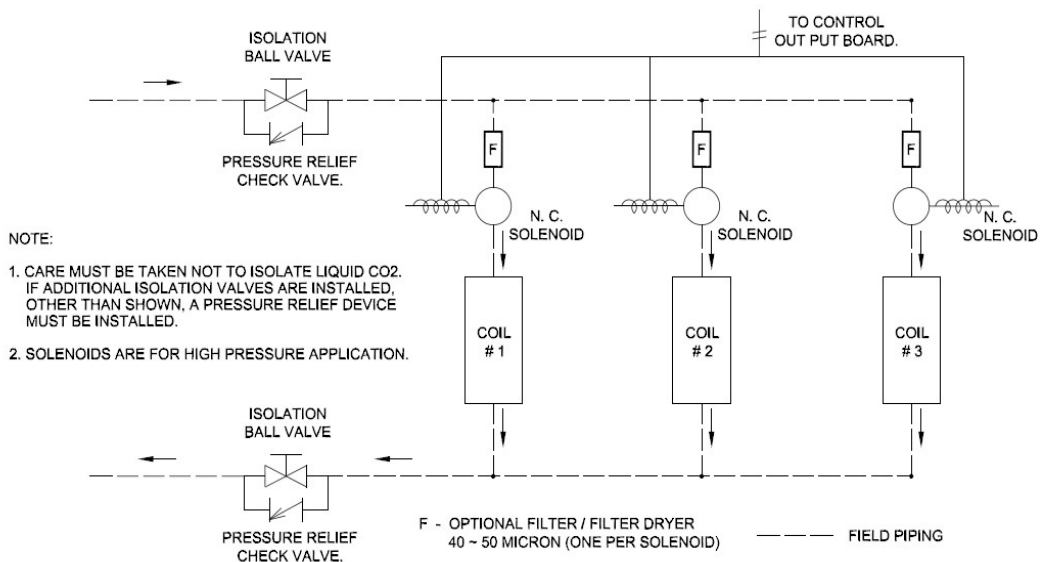 ISOLATION
BALL VALVE
TO CONTROL
OUT PUT BOARD.
PRESSURE RELIEF
CHECK VALVE.
F
F
F
N. C.
SOLENOID
N. C.
SOLENOID
N. C.
SOLENOID
NOTE:
1. CARE MUST BE TAKEN NOT TO ISOLATE LIQUID CO2.
IF ADDITIONAL ISOLATION VALVES ARE INSTALLED,
OTHER THAN SHOWN, A PRESSURE RELIEF DEVICE
MUST BE INSTALLED.
2. SOLENOIDS ARE FOR HIGH PRESSURE APPLICATION.
COIL
# 1
COIL
# 2
COIL
# 3
ISOLATION
BALL VALVE
PRESSURE RELIEF
CHECK VALVE.
F - OPTIONAL FILTER / FILTER DRYER
40 ~ 50 MICRON (ONE PER SOLENOID)
FIELD PIPING